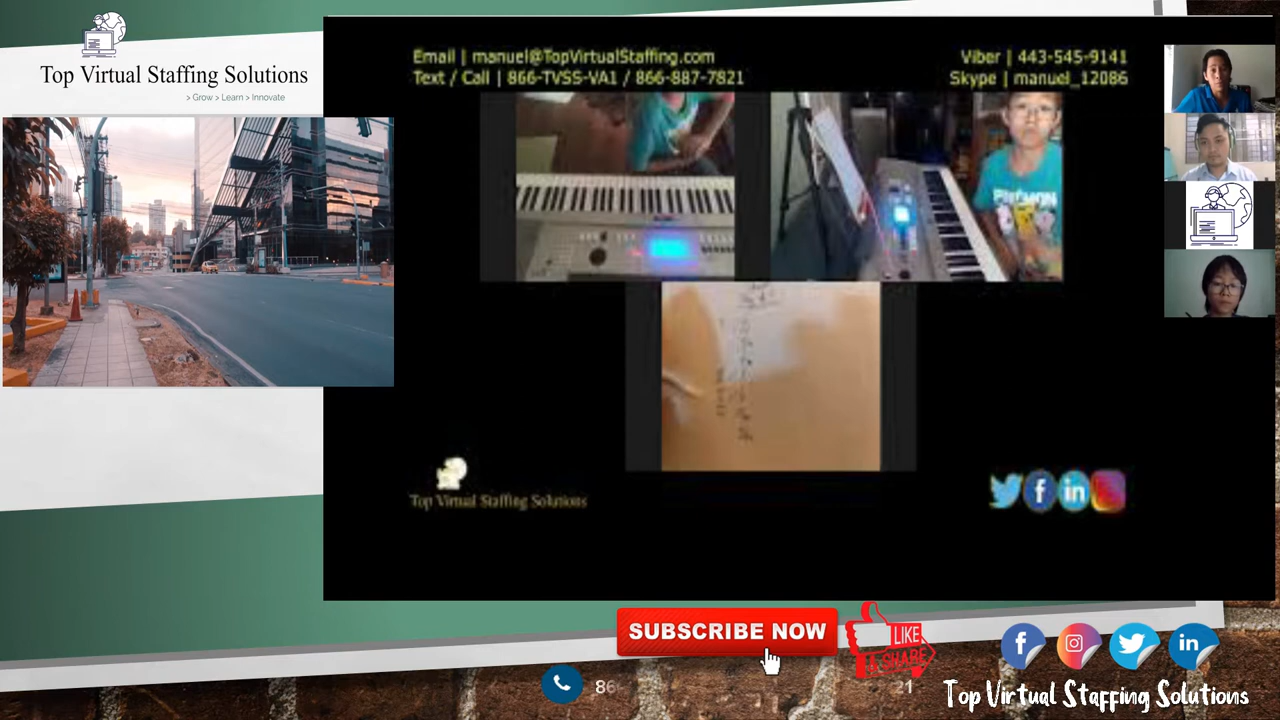 Top Virtual Staffing Solutions
> Grow > Learn > Innovate
Email | manuel@TopVirtualStaffing.com
Text / Call | 866-TVSS-VA1 / 866-887-7821
Viber | 443-545-9141
Skype | manuel_12086
Top Virtual Staffing Solutions
SUBSCRIBE NOW
LIKE
SHARE
86
21
Top Virtual Staffing Solutions